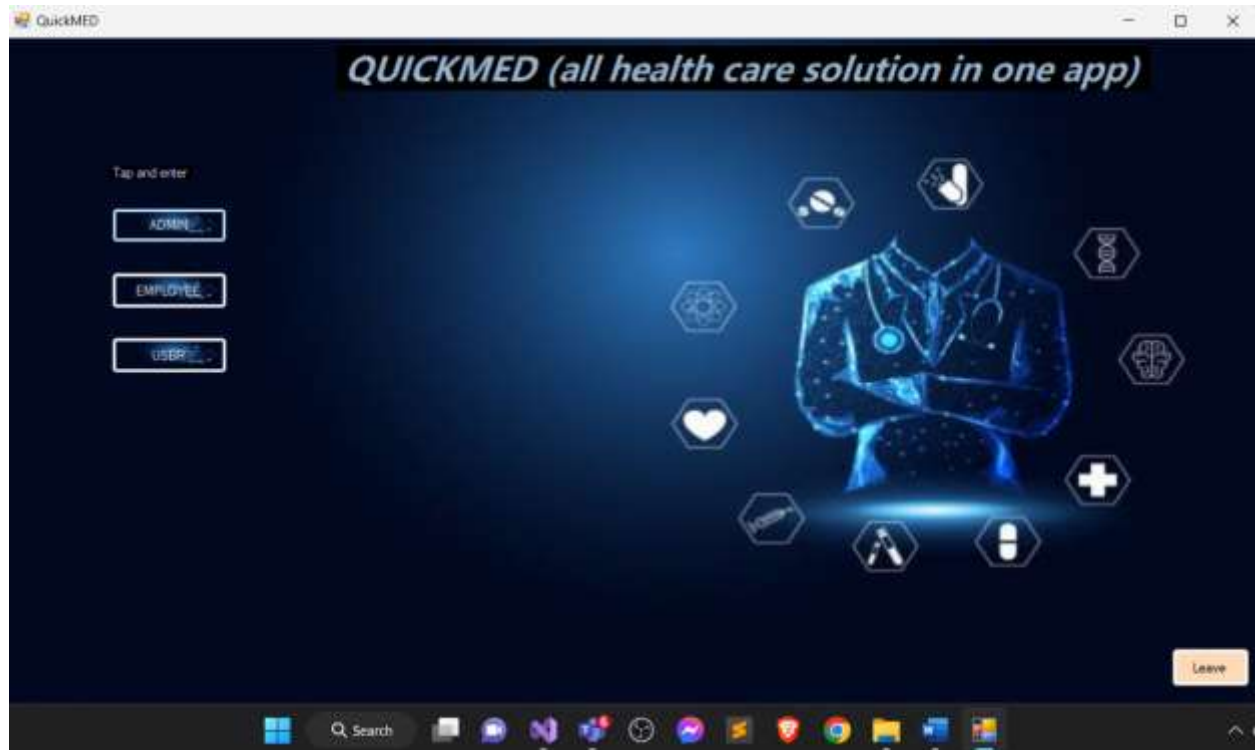 QuickMED
QUICKMED (all health care solution in one app)
Tap and enter
ADMIN
EMPLOYEE
USER
Leave
Search